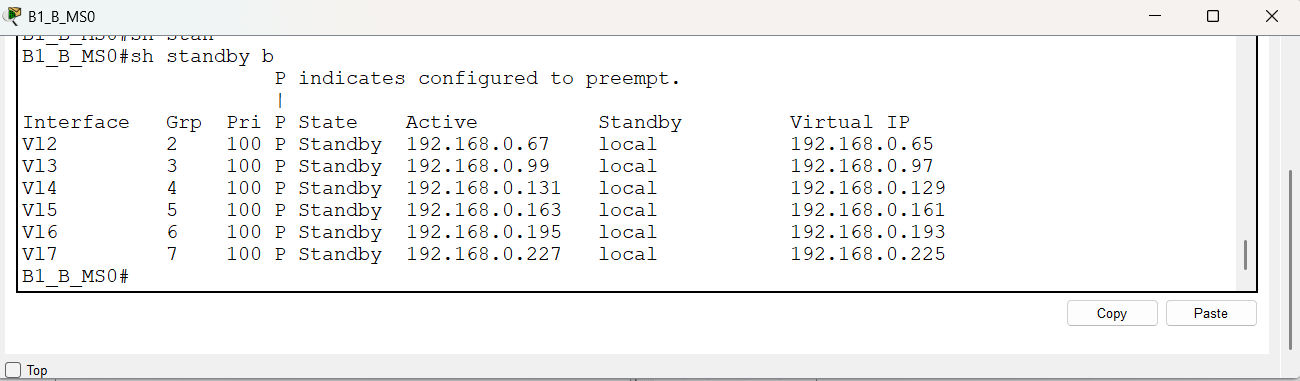 B1_B_MS0
B1_B_MS0#sh stan
B1_B_MS0#sh standby b
P indicates configured to preempt.
|
Interface Grp Pri P State Active Standby Virtual IP
Vl2 2 100 P Standby 192.168.0.67 local 192.168.0.65
Vl3 3 100 P Standby 192.168.0.99 local 192.168.0.97
Vl4 4 100 P Standby 192.168.0.131 local 192.168.0.129
Vl5 5 100 P Standby 192.168.0.163 local 192.168.0.161
Vl6 6 100 P Standby 192.168.0.195 local 192.168.0.193
Vl7 7 100 P Standby 192.168.0.227 local 192.168.0.225
B1_B_MS0#
Copy Paste
Top